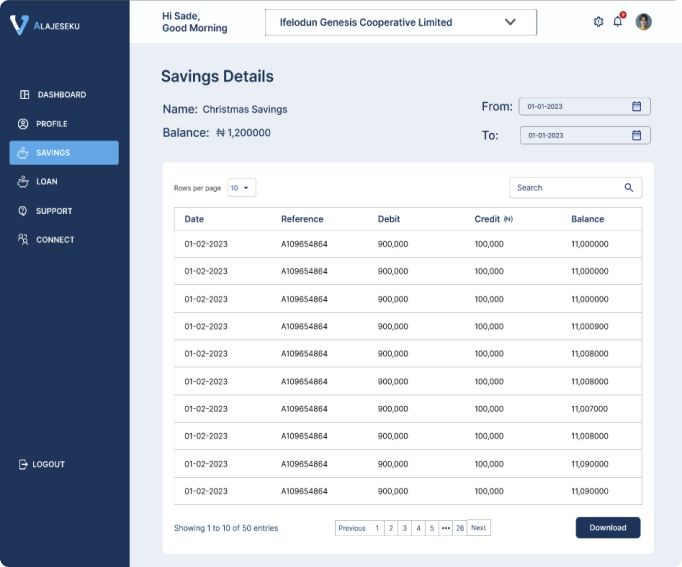 ALAJESEKU
Hi Sade,
Good Morning
Ifelodun Genesis Cooperative Limited
DASHBOARD
PROFILE
SAVINGS
LOAN
SUPPORT
CONNECT
LOGOUT
Savings Details
Name: Christmas Savings
Balance: ₦ 1,200000
From: 01-01-2023
To: 01-01-2023
Rows per page 10
Search
Date Reference Debit Credit (₦) Balance
01-02-2023 A109654864 900,000 100,000 11,000000
01-02-2023 A109654864 900,000 100,000 11,000000
01-02-2023 A109654864 900,000 100,000 11,000000
01-02-2023 A109654864 900,000 100,000 11,000900
01-02-2023 A109654864 900,000 100,000 11,008000
01-02-2023 A109654864 900,000 100,000 11,008000
01-02-2023 A109654864 900,000 100,000 11,007000
01-02-2023 A109654864 900,000 100,000 11,008000
01-02-2023 A109654864 900,000 100,000 11,090000
01-02-2023 A109654864 900,000 100,000 11,090000
Showing 1 to 10 of 50 entries
Previous 1 2 3 4 5 ••• 26 Next
Download